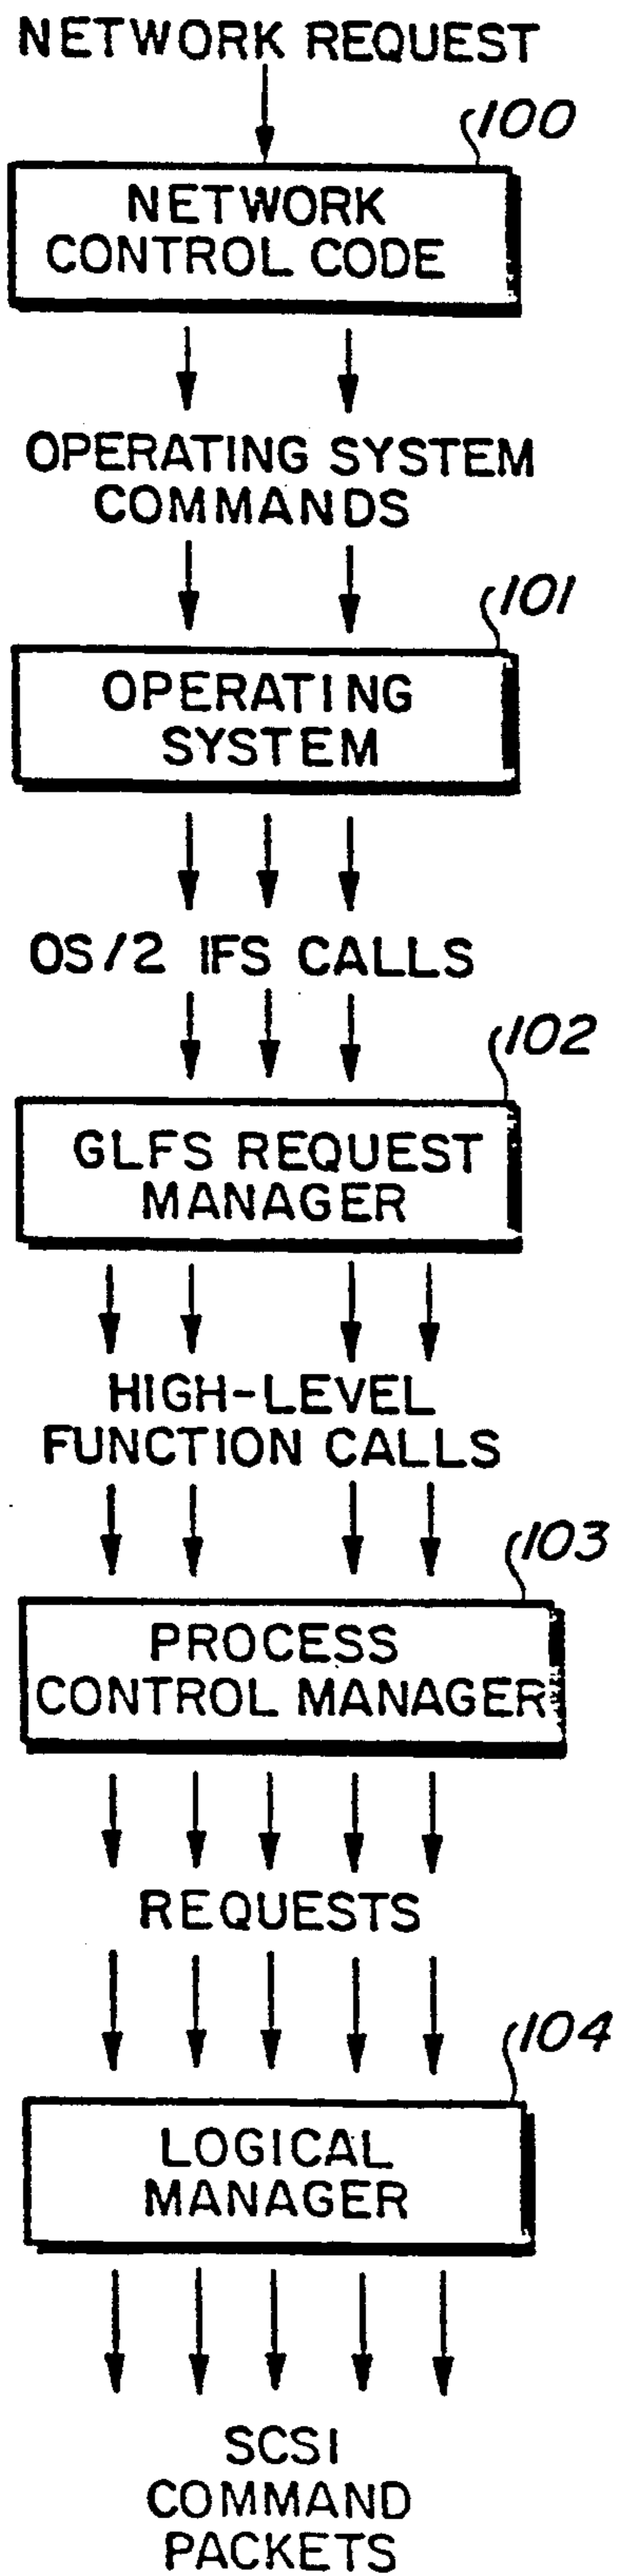 NETWORK REQUEST
100
NETWORK
CONTROL CODE
OPERATING SYSTEM
COMMANDS
101
OPERATING
SYSTEM
OS/2 IFS CALLS
102
GLFS REQUEST
MANAGER
HIGH-LEVEL
FUNCTION CALLS
103
PROCESS
CONTROL MANAGER
REQUESTS
104
LOGICAL
MANAGER
SCSI
COMMAND
PACKETS